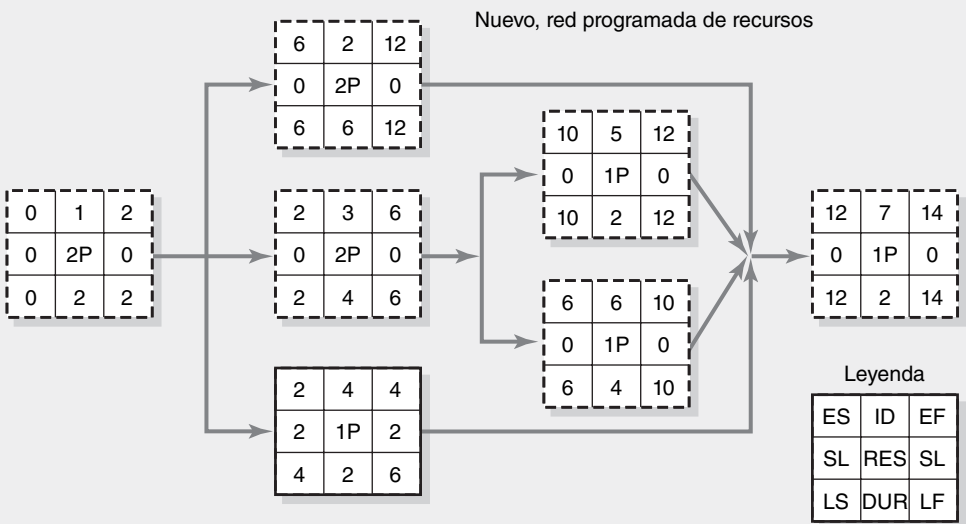 Nuevo, red programada de recursos
6 2 12
0 2P 0
6 6 12
10 5 12
0 1P 0
10 2 12
0 1 2
0 2P 0
0 2 2
2 3 6
0 2P 0
2 4 6
12 7 14
0 1P 0
12 2 14
6 6 10
0 1P 0
6 4 10
2 4 4
2 1P 2
4 2 6
Leyenda
ES ID EF
SL RES SL
LS DUR LF